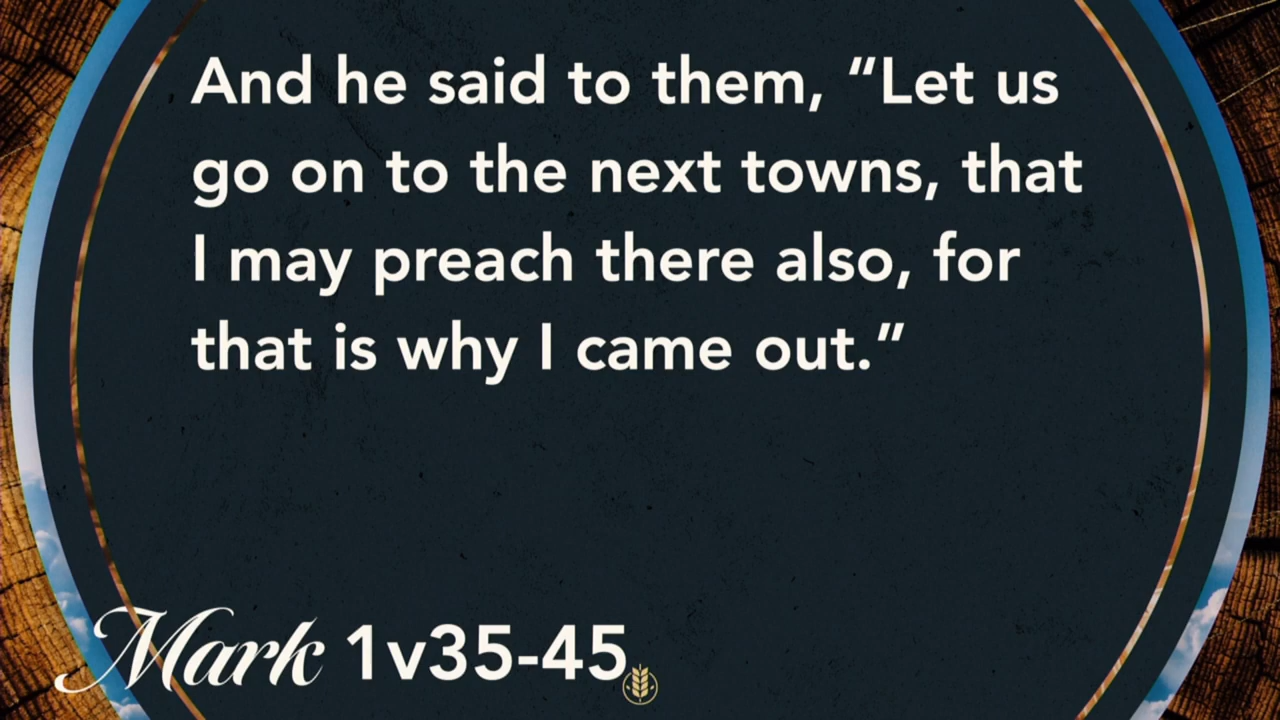 And he said to them, “Let us
go on to the next towns, that
I may preach there also, for
that is why I came out.”
Mark 1v35-45